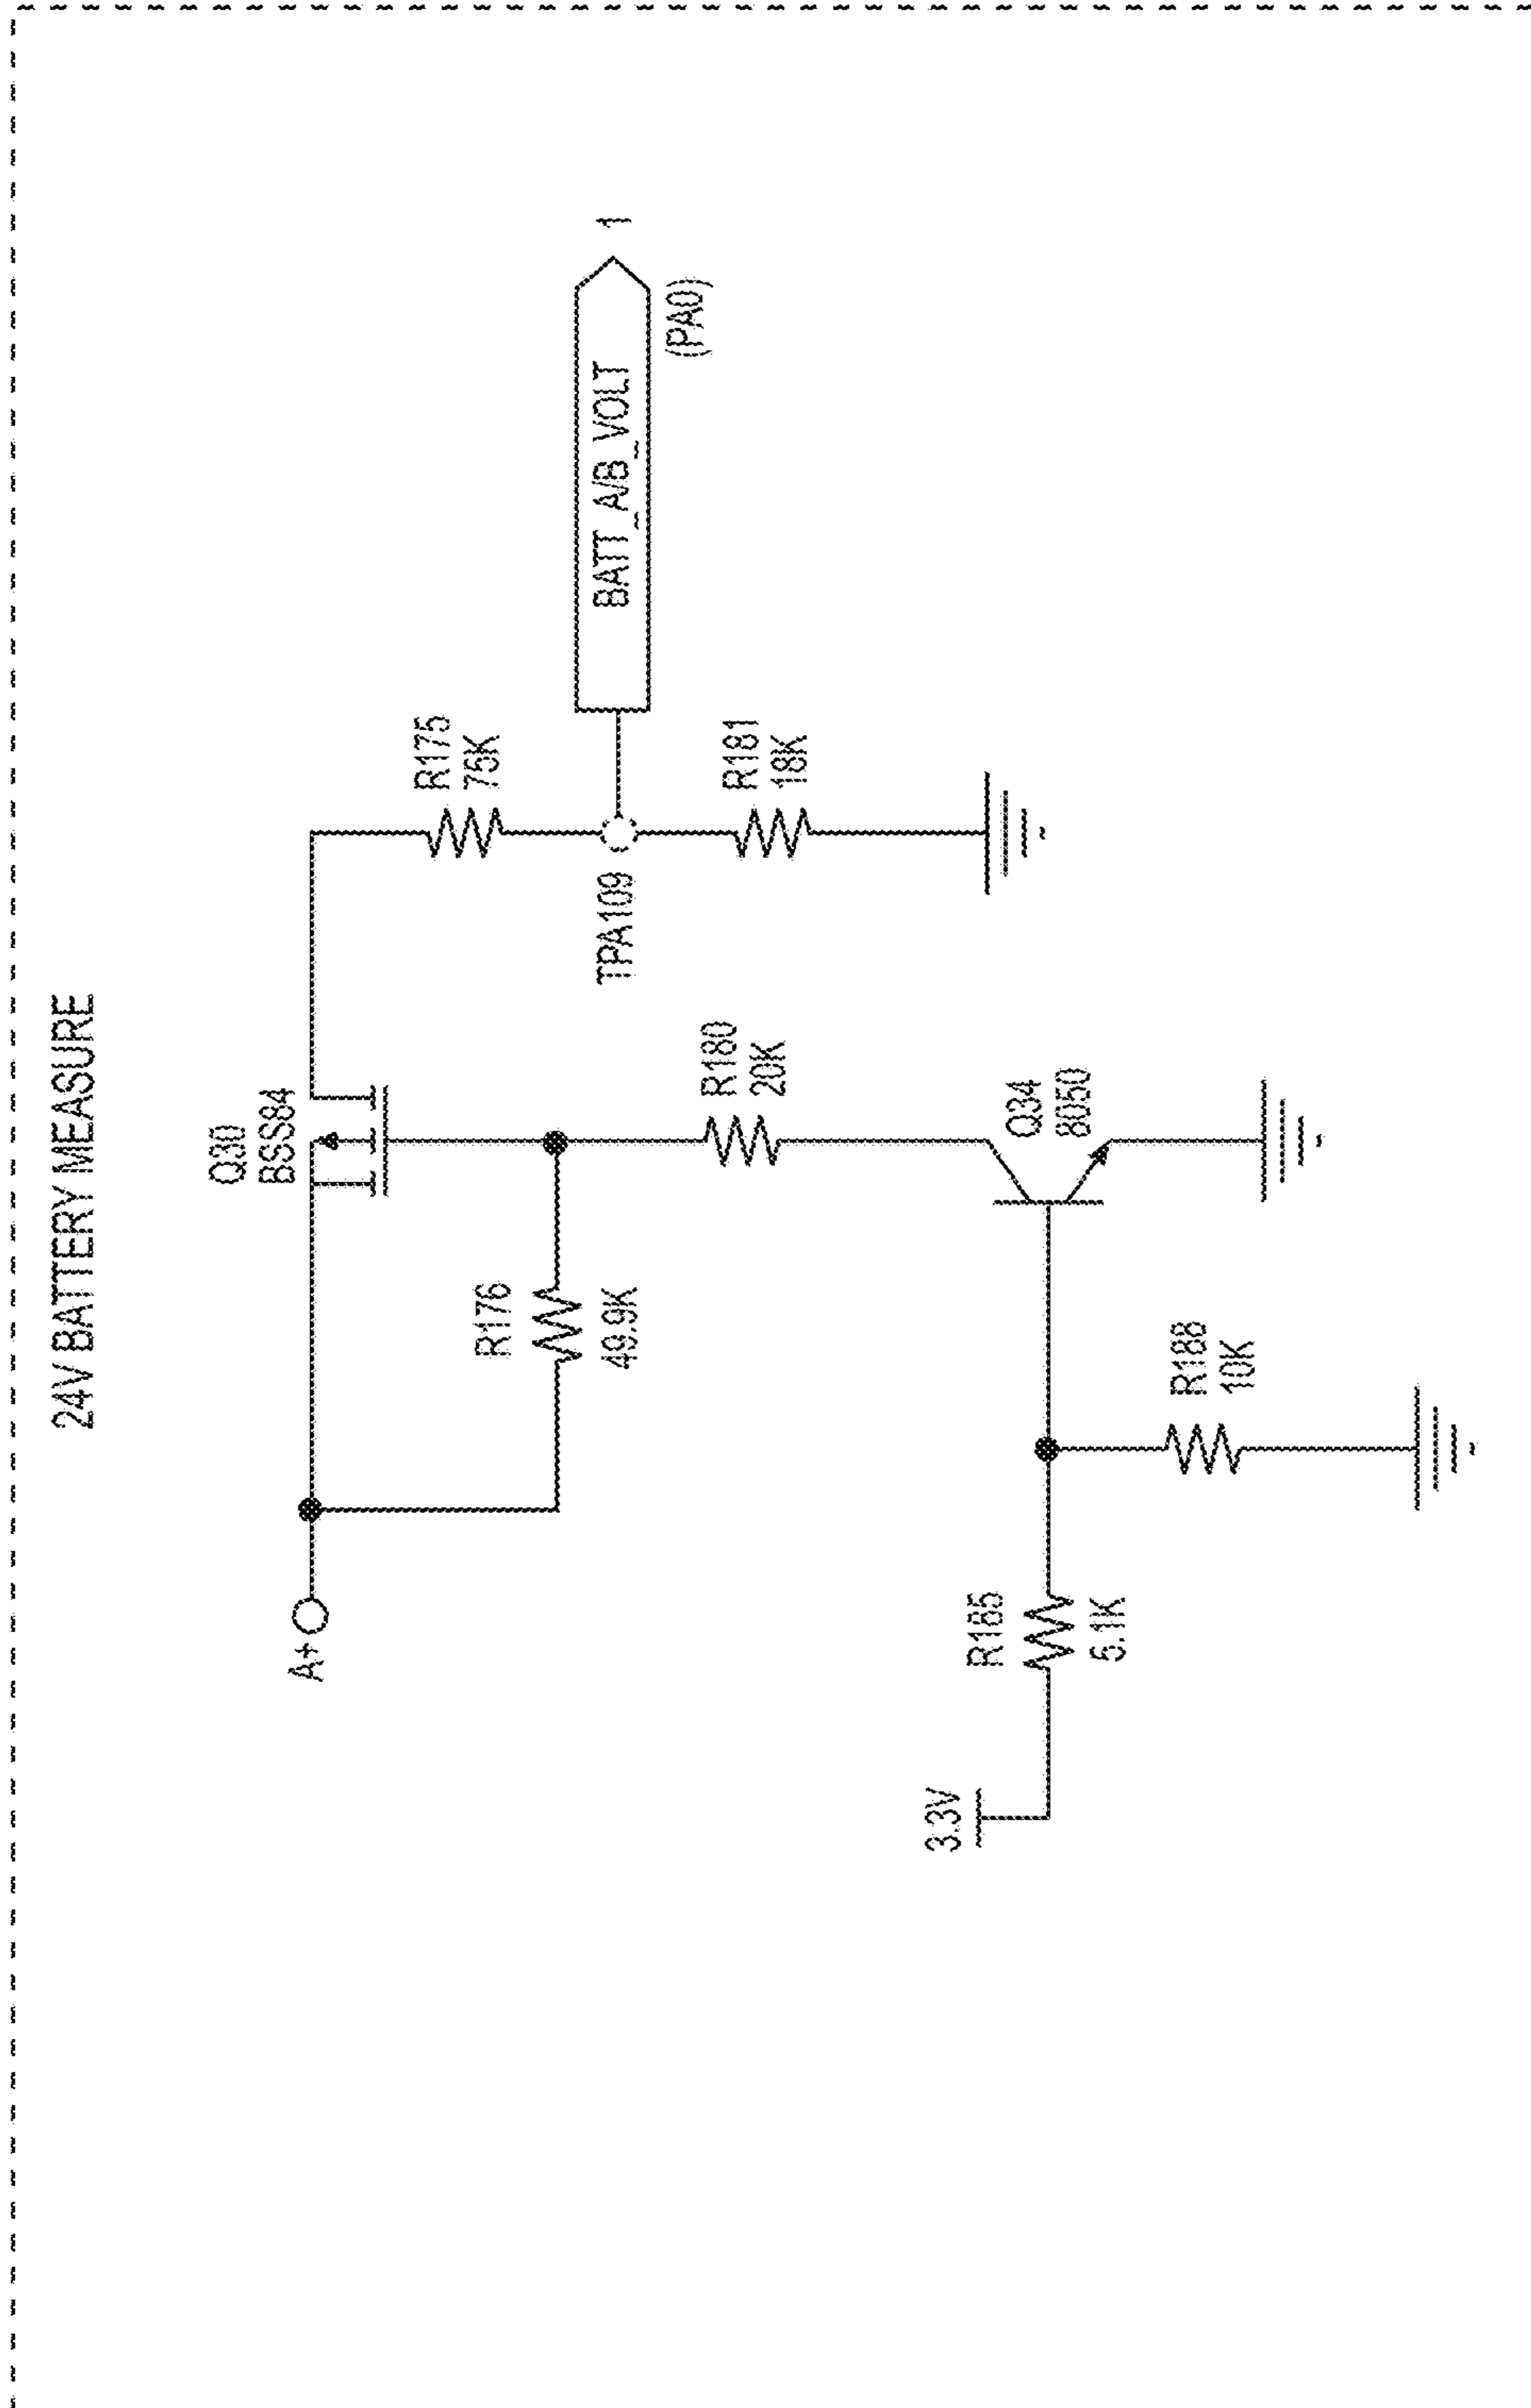 24V BATTERY MEASURE
Q30
BSS84
A+
R175
75K
R176
49.9K
TPA109
BATT_A/B_VOLT
1
(PA0)
R180
20K
R181
18K
3.3V
R185
5.1K
Q34
8050
R188
10K